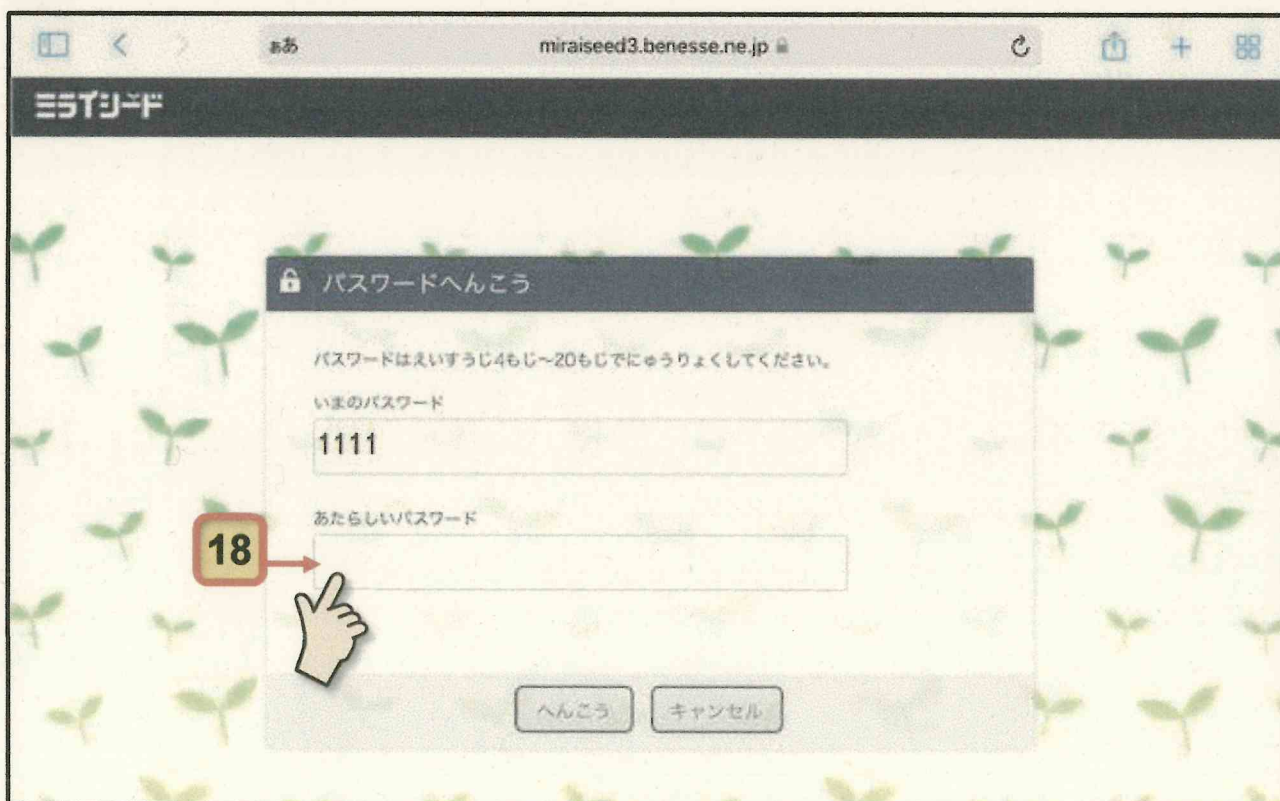 ああ
miraiseed3.benesse.ne.jp
ミライシード
パスワードへんこう
パスワードはえいすうじ4もじ~20もじでにゅうりょくしてください。
いまのパスワード
1111
あたらしいパスワード
18
へんこう
キャンセル